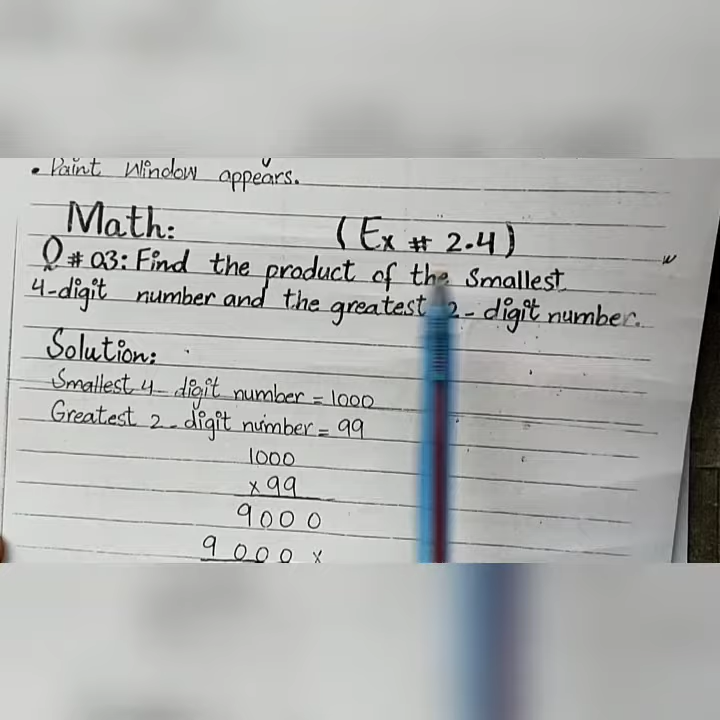 • Paint Window appears.
Math: (Ex # 2.4)
Q # 03: Find the product of the Smallest
4-digit number and the greatest 2-digit number.
Solution:
Smallest 4-digit number = 1000
Greatest 2-digit number = 99
1000
x 99
9000
9000x